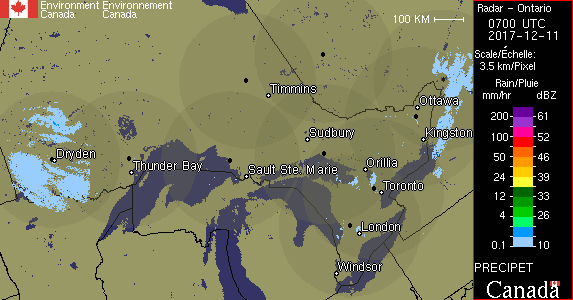 Environment Environnement
Canada Canada
100 KM
Timmins
Ottawa
Sudbury
Kingston
Dryden
Thunder Bay
Sault Ste. Marie
Orillia
Toronto
London
Windsor
Radar - Ontario
0700 UTC
2017-12-11
Scale/Échelle:
3.5 km/Pixel
Rain/Pluie
mm/hr dBZ
200 61
100 52
50 46
24 39
12 33
4 26
0.1 10
PRECIPET
Canada